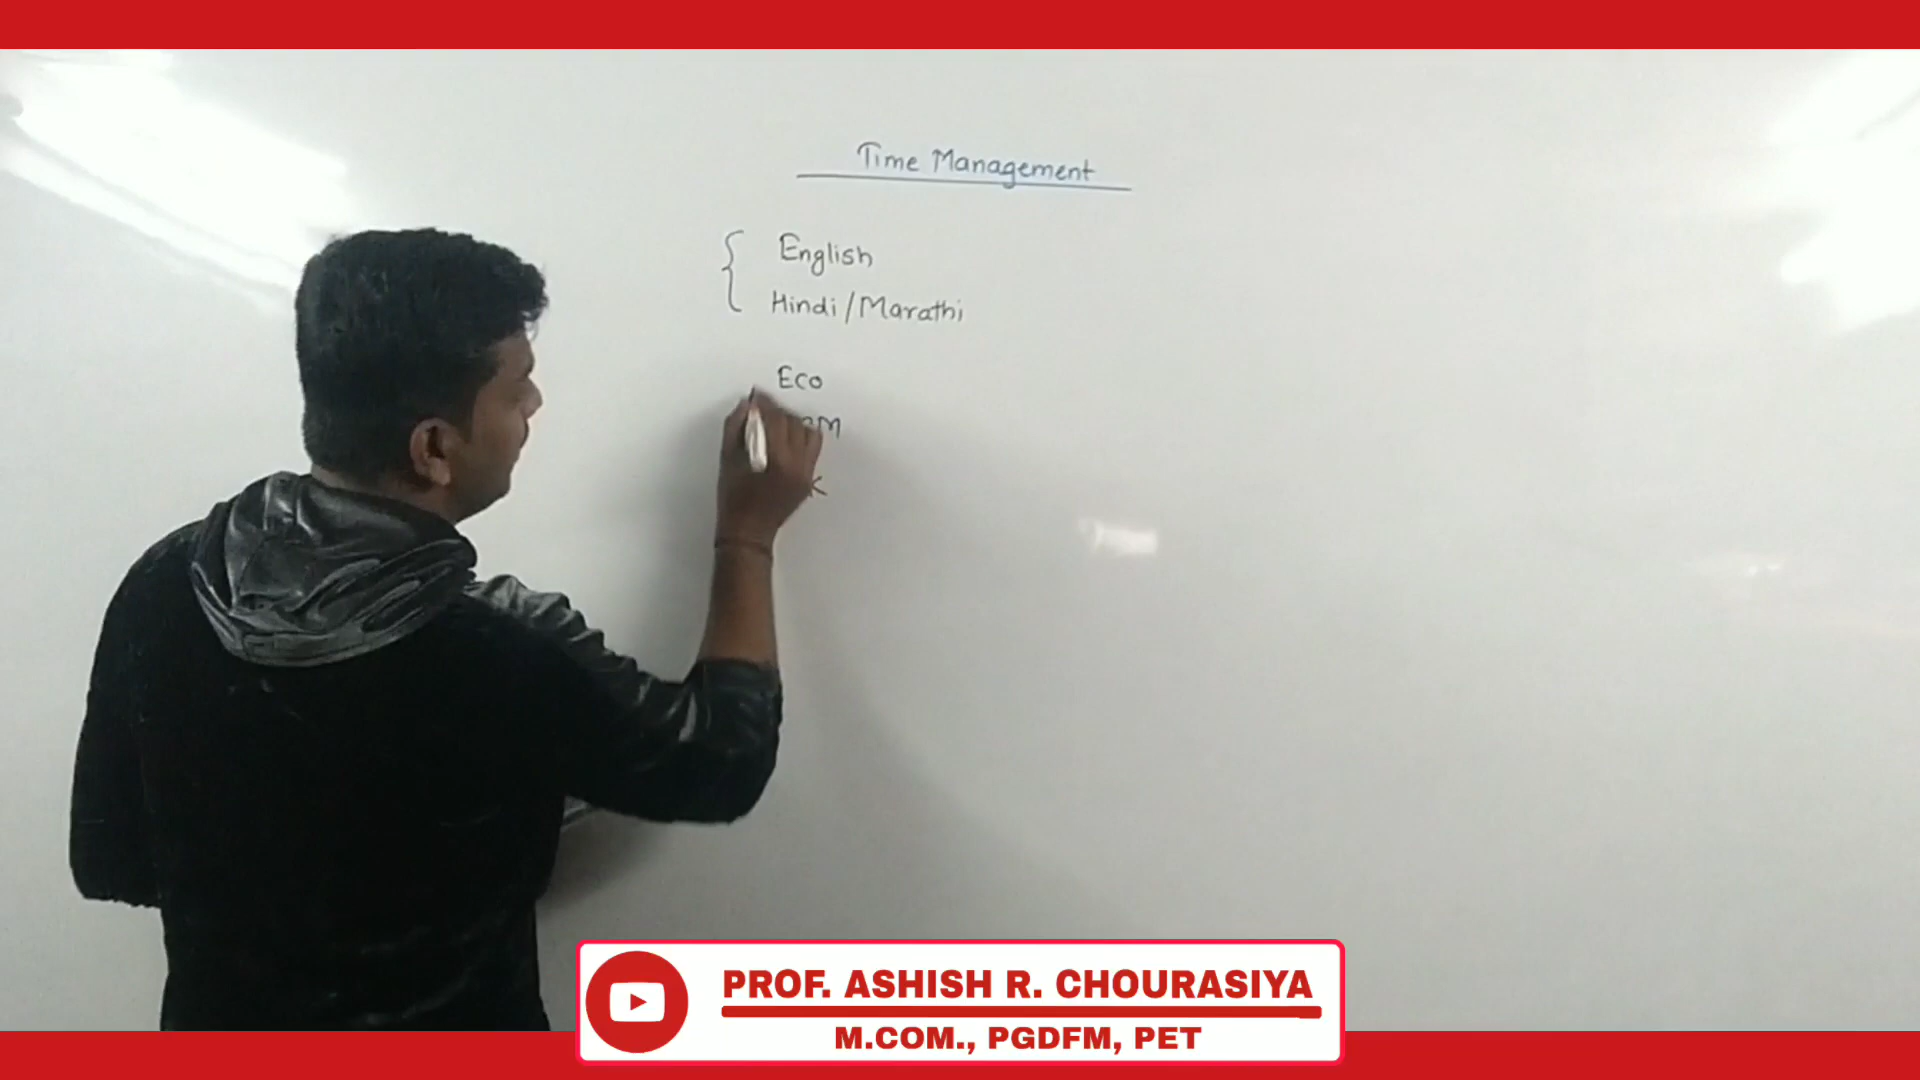 Time Management
English
Hindi/Marathi
Eco
PROF. ASHISH R. CHOURASIYA
M.COM., PGDFM, PET